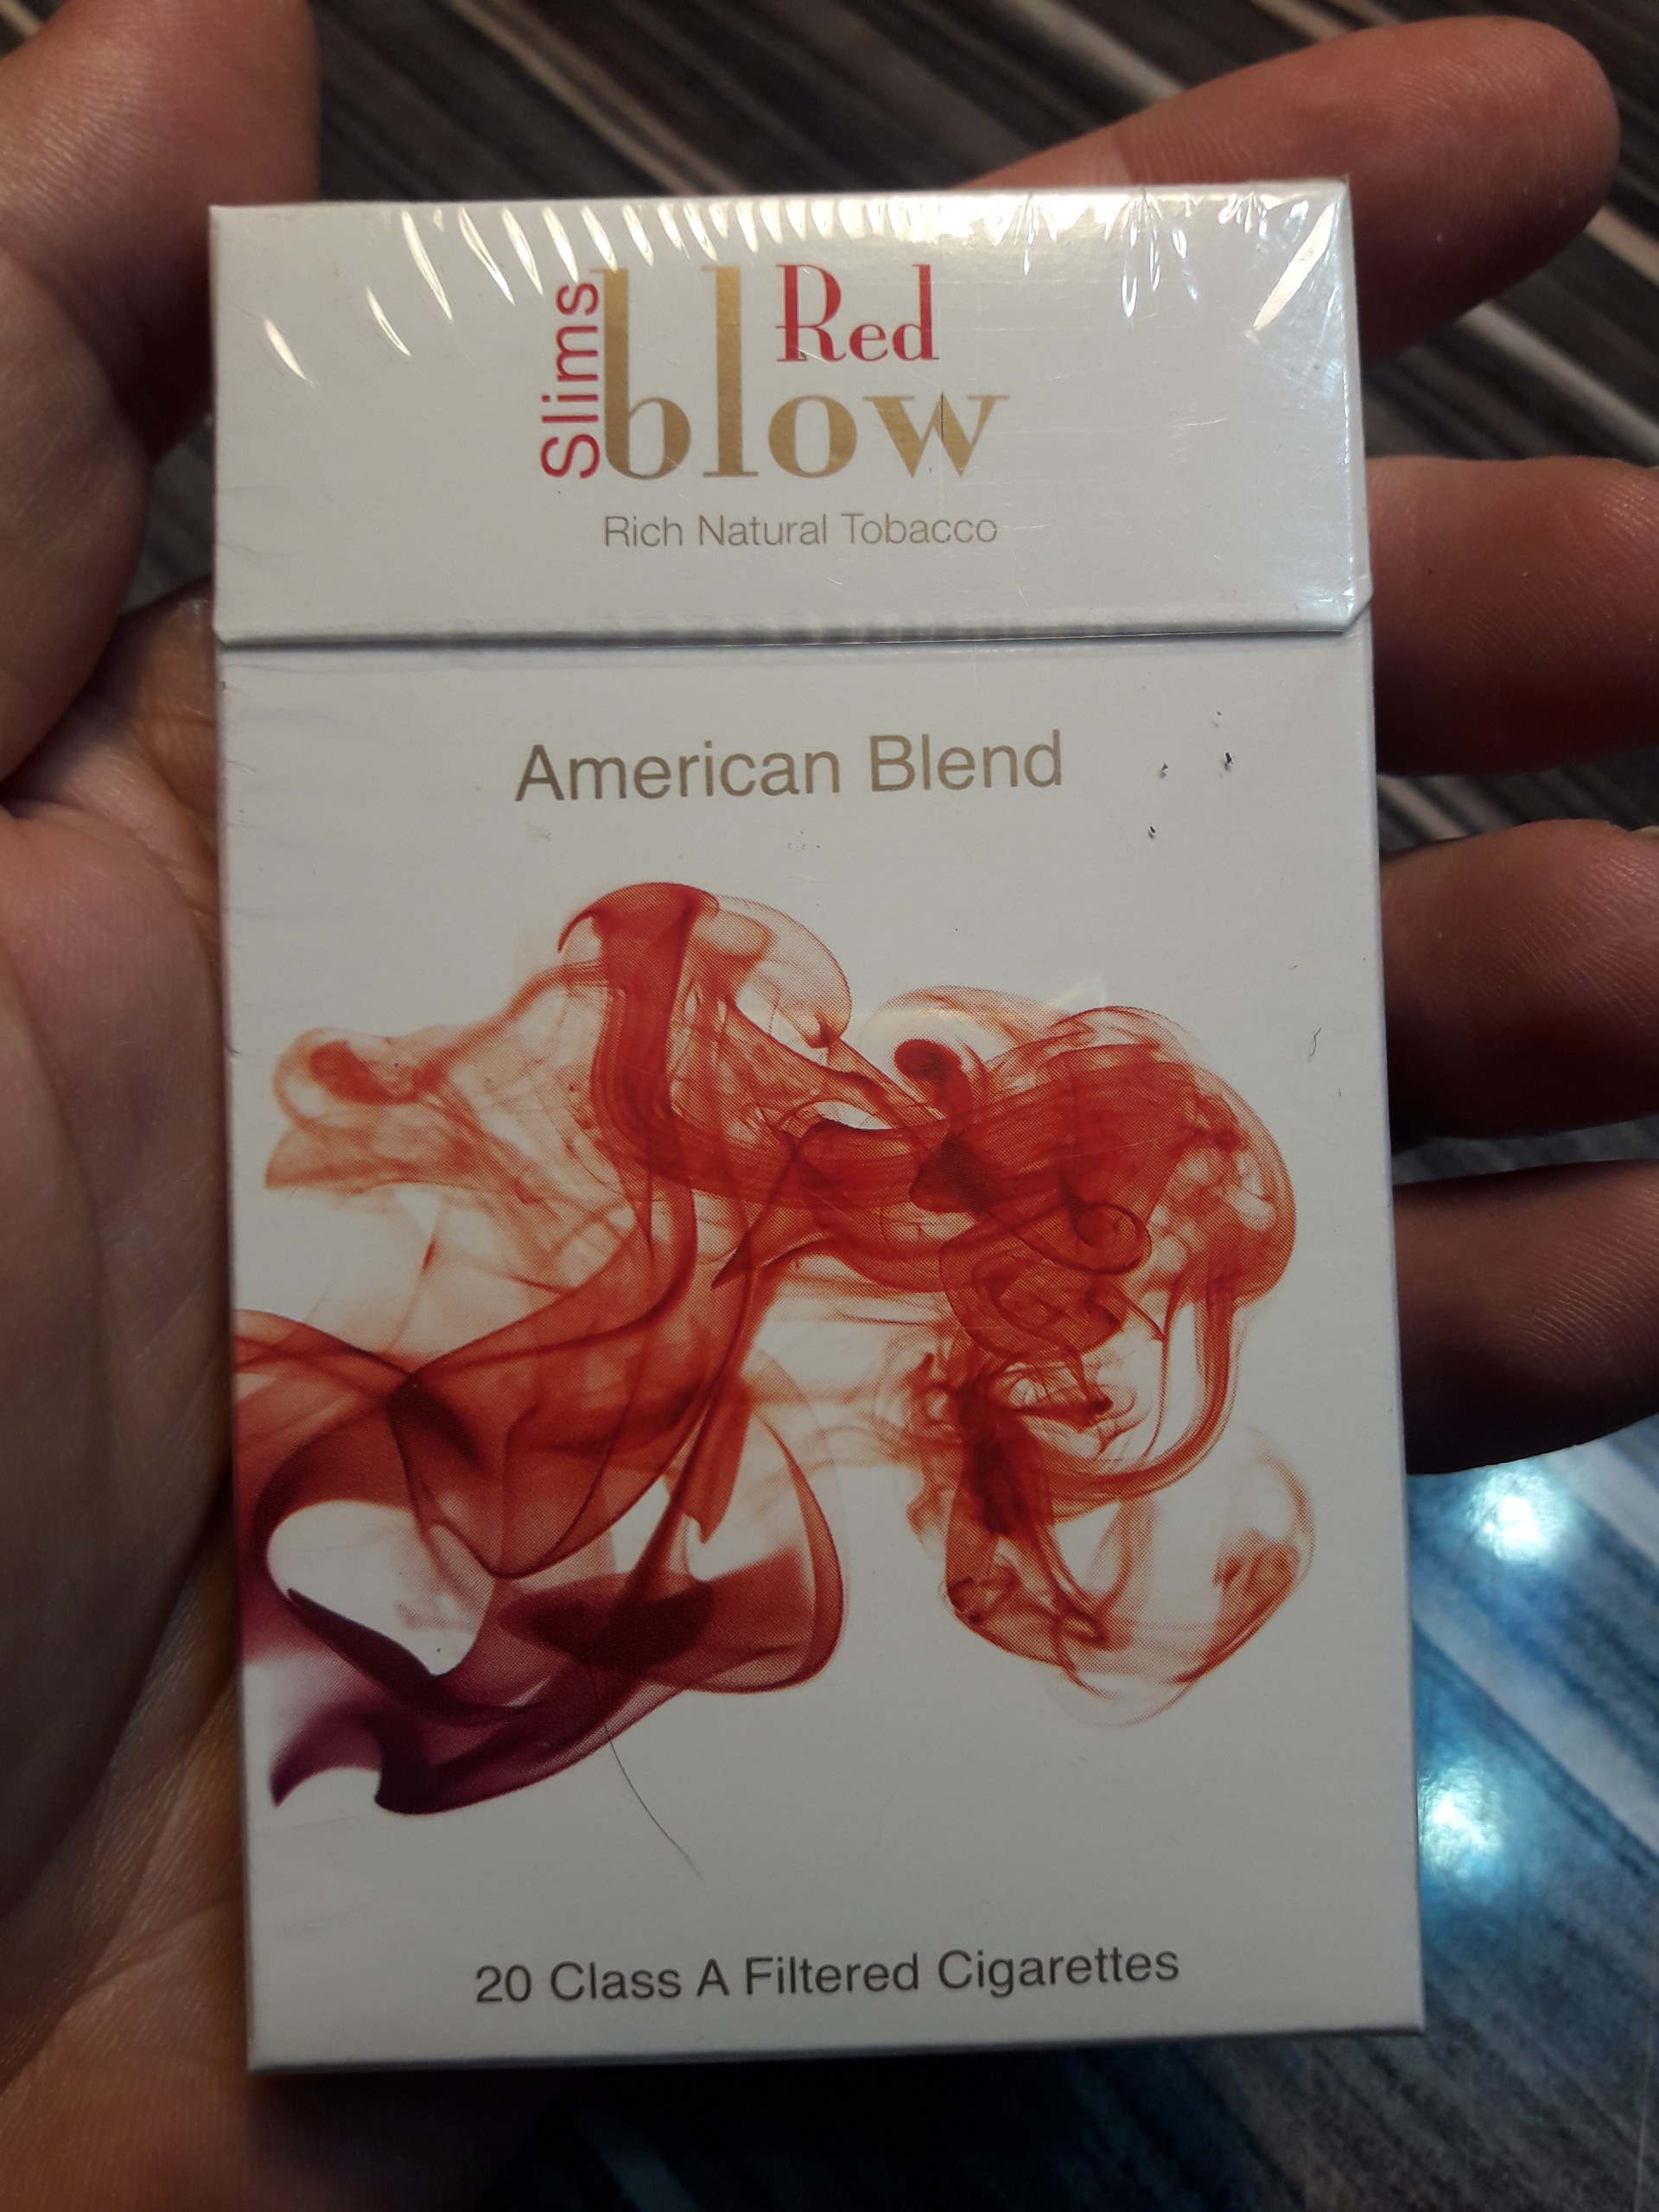 Slims
Red
blow
Rich Natural Tobacco
American Blend
20 Class A Filtered Cigarettes